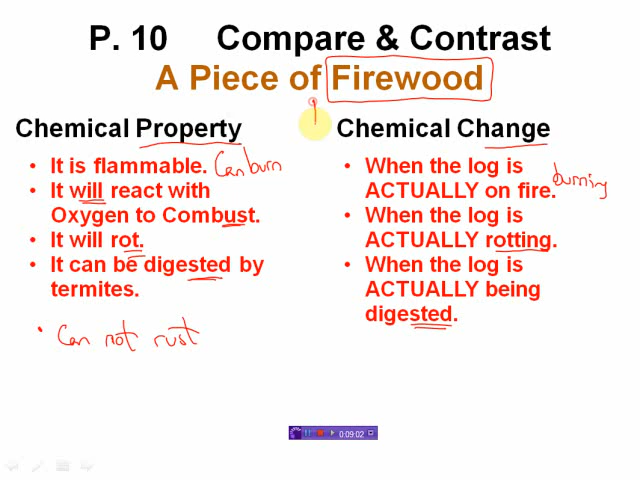 P. 10 Compare & Contrast
A Piece of Firewood
Chemical Property
• It is flammable. Can burn
• It will react with
Oxygen to Combust.
• It will rot.
• It can be digested by
termites.
• Can not rust
Chemical Change
• When the log is
ACTUALLY on fire. burning
• When the log is
ACTUALLY rotting.
• When the log is
ACTUALLY being
digested.
0:09:02